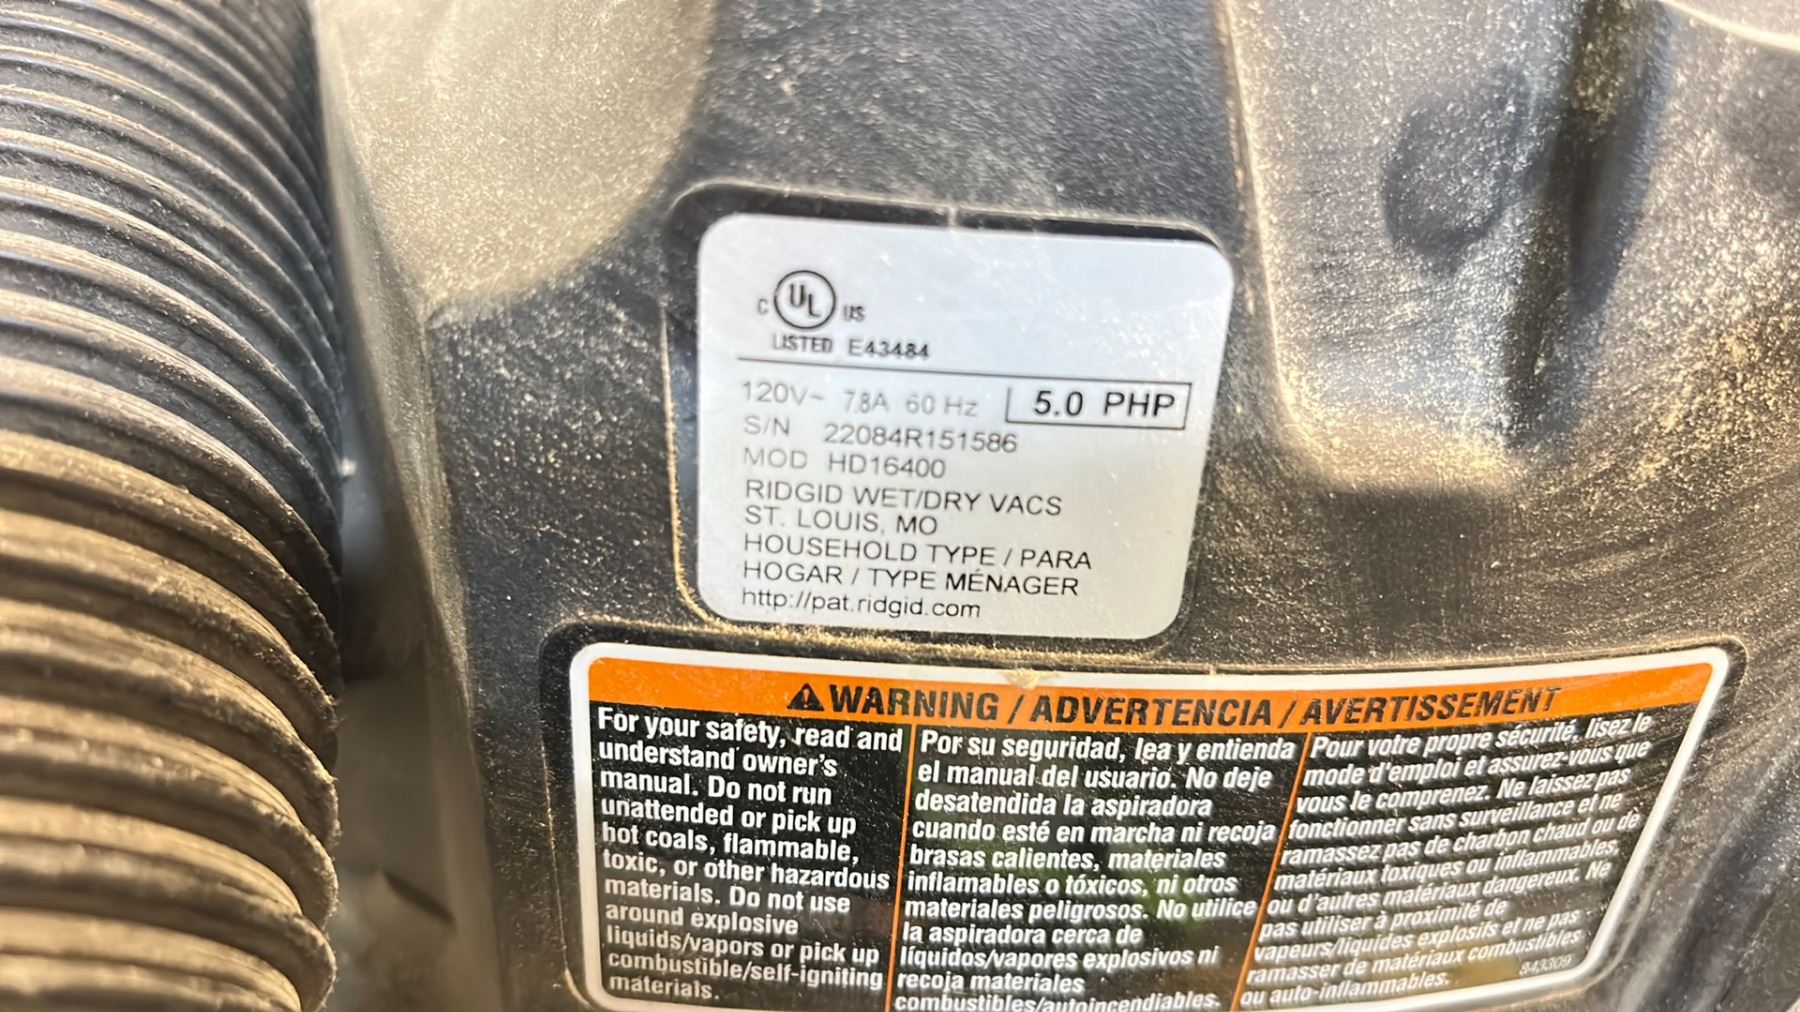 C UL US
LISTED E43484
120V~ 7.8A 60 Hz 5.0 PHP
S/N 22084R151586
MOD HD16400
RIDGID WET/DRY VACS
ST. LOUIS, MO
HOUSEHOLD TYPE / PARA
HOGAR / TYPE MÉNAGER
http://pat.ridgid.com
WARNING / ADVERTENCIA / AVERTISSEMENT
For your safety, read and
understand owner's
manual. Do not run
unattended or pick up
hot coals, flammable,
toxic, or other hazardous
materials. Do not use
around explosive
liquids/vapors or pick up
combustible/self-igniting
materials.
Por su seguridad, lea y entienda
el manual del usuario. No deje
desatendida la aspiradora
cuando esté en marcha ni recoja
brasas calientes, materiales
inflamables o tóxicos, ni otros
materiales peligrosos. No utilice
la aspiradora cerca de
líquidos/vapores explosivos ni
recoja materiales
combustibles/autoincendiables.
Pour votre propre sécurité, lisez le
mode d'emploi et assurez-vous que
vous le comprenez. Ne laissez pas
fonctionner sans surveillance et ne
ramassez pas de charbon chaud ou de
matériaux toxiques ou inflammables,
ou d'autres matériaux dangereux. Ne
pas utiliser à proximité de
vapeurs/liquides explosifs et ne pas
ramasser de matériaux combustibles
ou auto-inflammables.
843309